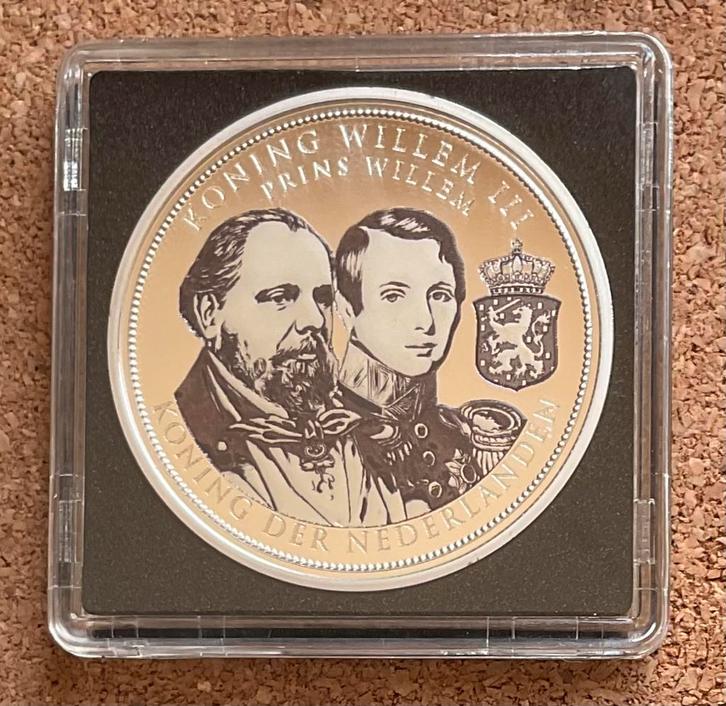 KONING WILLEM III
PRINS WILLEM
KONING DER NEDERLANDEN